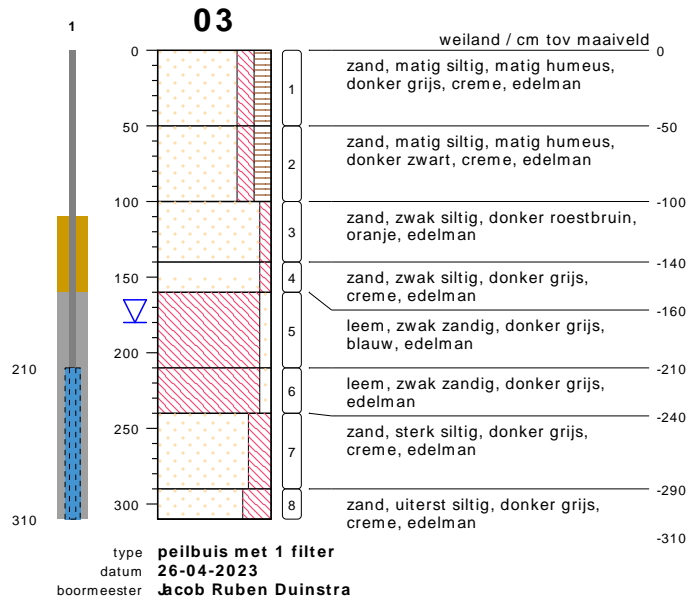 03
1
weiland / cm tov maaiveld
0
0
zand, matig siltig, matig humeus,
donker grijs, creme, edelman
1
50
-50
zand, matig siltig, matig humeus,
donker zwart, creme, edelman
2
100
-100
zand, zwak siltig, donker roestbruin,
oranje, edelman
3
-140
zand, zwak siltig, donker grijs,
creme, edelman
4
150
-160
leem, zwak zandig, donker grijs,
blauw, edelman
5
200
210
-210
leem, zwak zandig, donker grijs,
edelman
6
-240
250
zand, sterk siltig, donker grijs,
creme, edelman
7
-290
300
zand, uiterst siltig, donker grijs,
creme, edelman
8
310
-310
type peilbuis met 1 filter
datum 26-04-2023
boormeester Jacob Ruben Duinstra